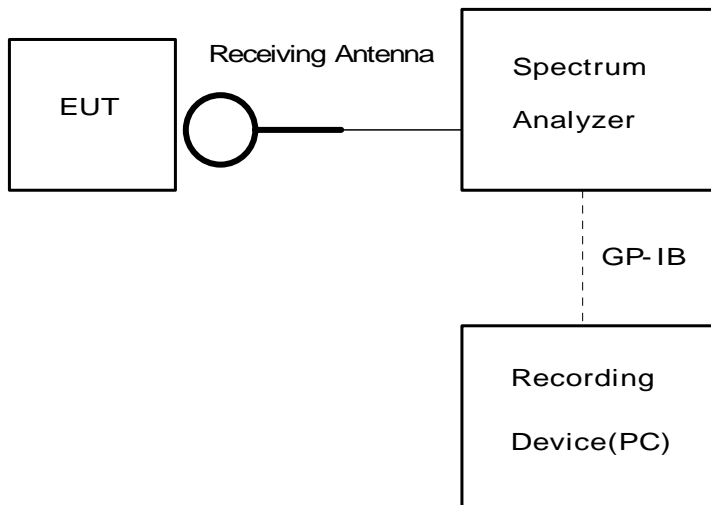 EUT
Receiving Antenna
Spectrum
Analyzer
GP-IB
Recording
Device(PC)